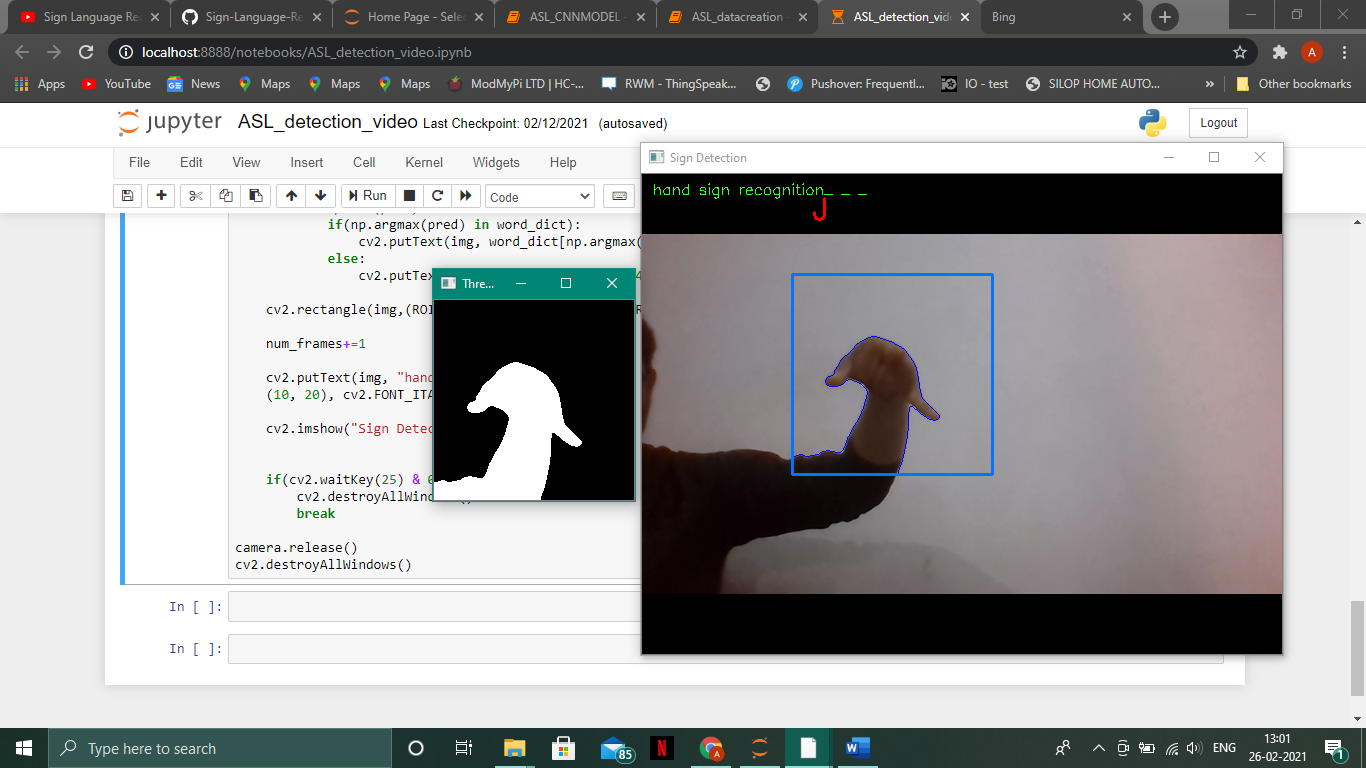 Sign Language Re
Sign-Language-Re
Home Page - Selec
ASL_CNNMODEL -
ASL_datacreation -
ASL_detection_vid
Bing
localhost:8888/notebooks/ASL_detection_video.ipynb
A
Apps
YouTube
News
Maps
Maps
Maps
ModMyPi LTD | HC-...
RWM - ThingSpeak...
Pushover: Frequentl...
IO - test
SILOP HOME AUTO...
»
Other bookmarks
jupyter
ASL_detection_video Last Checkpoint: 02/12/2021 (autosaved)
Logout
File Edit View Insert Cell Kernel Widgets Help
Run
Code
if(np.argmax(pred) in word_dict):
cv2.putText(img, word_dict[np.argmax(
else:
cv2.putTex
cv2.rectangle(img,(ROI
num_frames+=1
cv2.putText(img, "hand
(10, 20), cv2.FONT_ITA
cv2.imshow("Sign Detec
if(cv2.waitKey(25) &
cv2.destroyAllWind
break
camera.release()
cv2.destroyAllWindows()
In [ ]:
In [ ]:
Thre...
Sign Detection
hand sign recognition_ _ _
J
Type here to search
85
N
A
W
ENG
13:01
26-02-2021
1